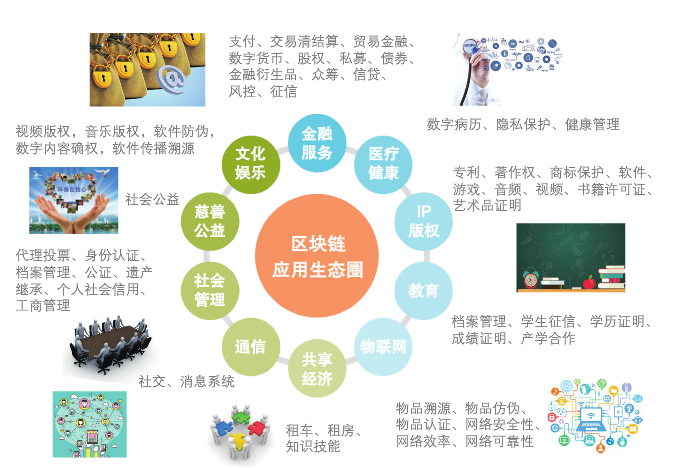 支付、交易清结算、贸易金融、
数字货币、股权、私募、债券、
金融衍生品、众筹、信贷、
风控、征信
视频版权，音乐版权，软件防伪，
数字内容确权，软件传播溯源
数字病历、隐私保护、健康管理
金融
服务
文化
娱乐
医疗
健康
专利、著作权、商标保护、软件、
游戏、音频、视频、书籍许可证、
艺术品证明
环保在我心
社会公益
慈善
公益
IP
版权
区块链
应用生态圈
代理投票、身份认证、
档案管理、公证、遗产
继承、个人社会信用、
工商管理
社会
管理
教育
档案管理、学生征信、学历证明、
成绩证明、产学合作
通信
物联网
共享
经济
社交、消息系统
租车、租房、
知识技能
物品溯源、物品仿伪、
物品认证、网络安全性、
网络效率、网络可靠性